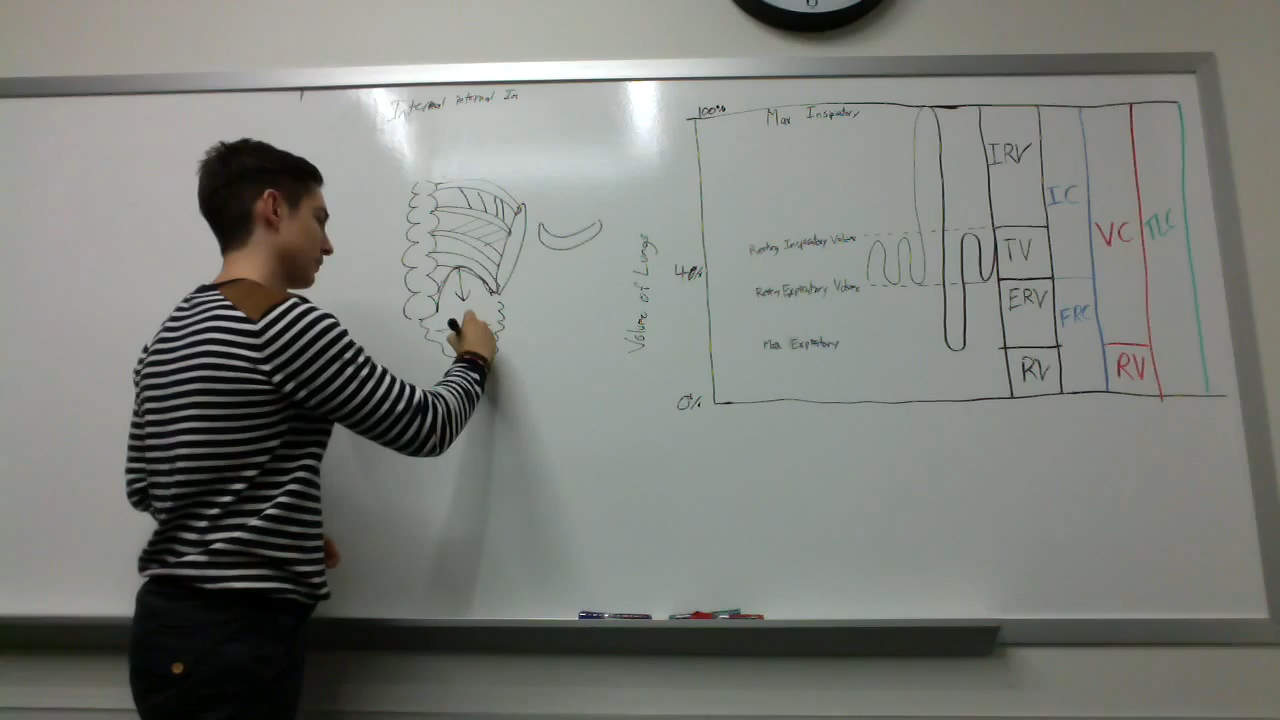 Internal internal In
100%
Max Inspiratory
IRV
IC
VC
TLC
Resting Inspiratory Volume
TV
Volume of Lungs
40%
Resting Expiratory Volume
ERV
FRC
Max Expiratory
RV
RV
0%